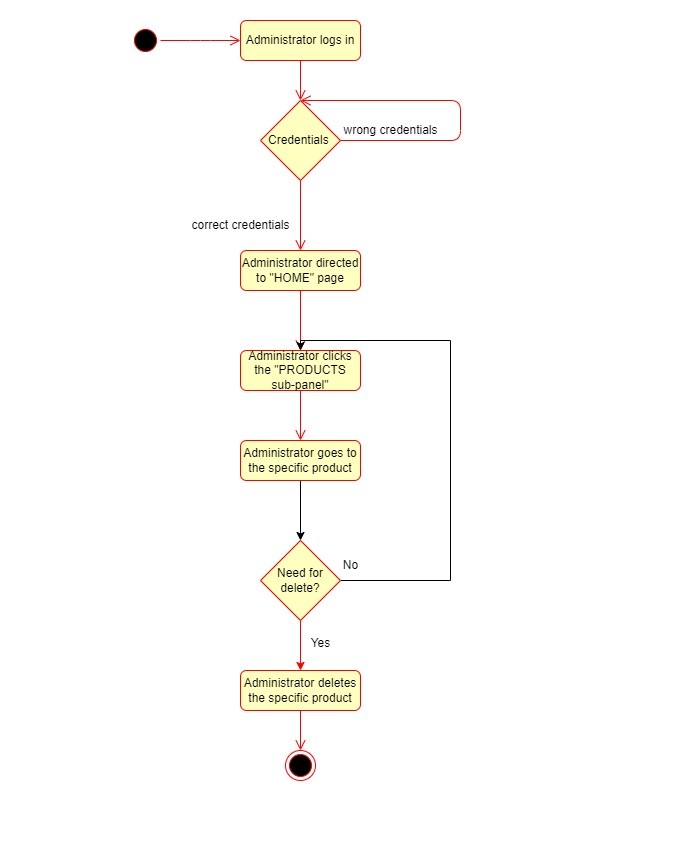 Administrator logs in
Credentials
wrong credentials
correct credentials
Administrator directed
to "HOME" page
Administrator clicks
the "PRODUCTS
sub-panel"
Administrator goes to
the specific product
Need for
delete?
No
Yes
Administrator deletes
the specific product